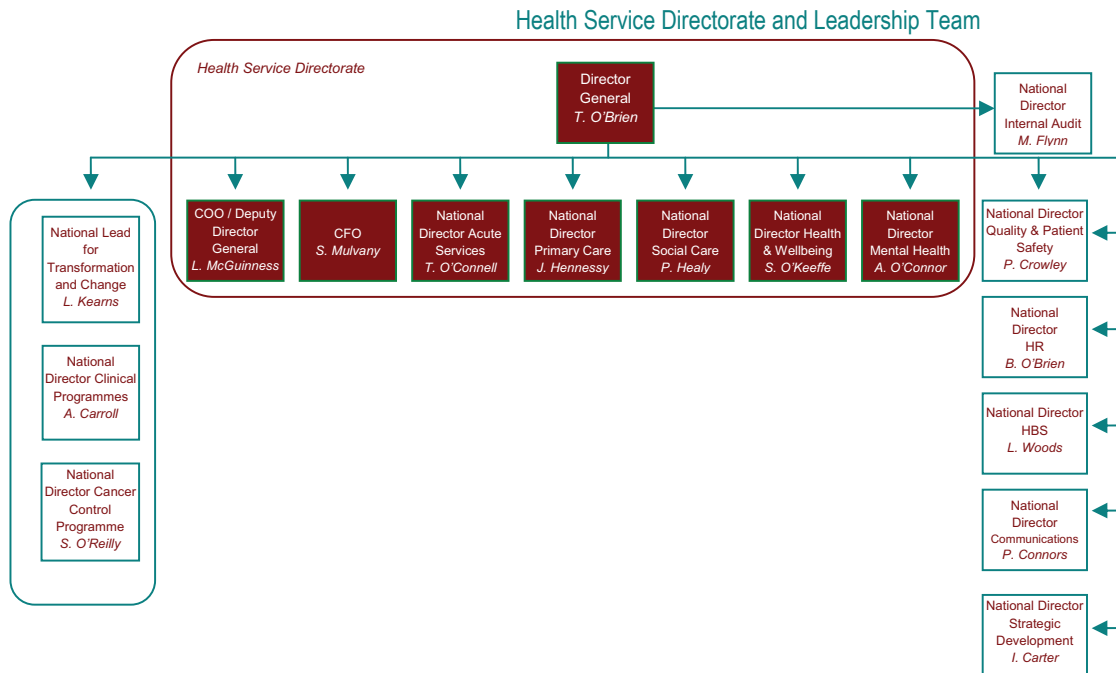 Health Service Directorate and Leadership Team
Health Service Directorate
Director
General
T. O'Brien
National
Director
Internal Audit
M. Flynn
National Lead
for
Transformation
and Change
L. Kearns
National
Director Clinical
Programmes
A. Carroll
National
Director Cancer
Control
Programme
S. O'Reilly
COO / Deputy
Director
General
L. McGuinness
CFO
S. Mulvany
National
Director Acute
Services
T. O'Connell
National
Director
Primary Care
J. Hennessy
National
Director
Social Care
P. Healy
National
Director Health
& Wellbeing
S. O'Keeffe
National
Director
Mental Health
A. O'Connor
National Director
Quality & Patient
Safety
P. Crowley
National
Director
HR
B. O'Brien
National Director
HBS
L. Woods
National
Director
Communications
P. Connors
National Director
Strategic
Development
I. Carter